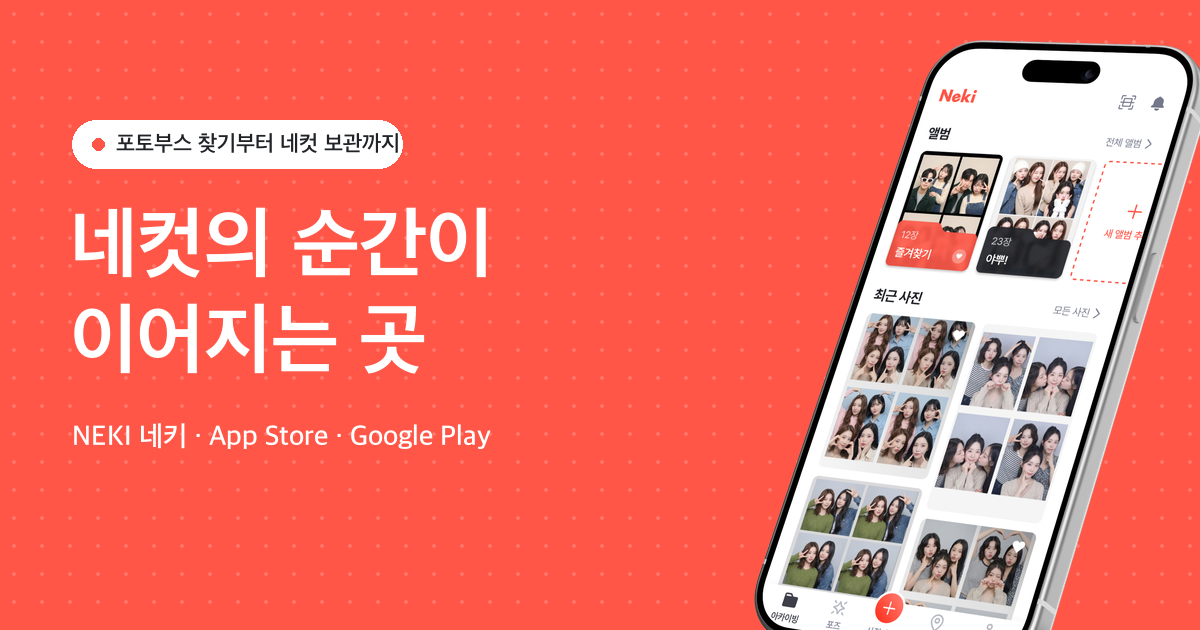 포토부스 찾기부터 네컷 보관까지
네컷의 순간이
이어지는 곳
NEKI 네키 · App Store · Google Play
Neki
앨범
전체 앨범
12장
즐겨찾기
23장
아뿌!
새 앨범 추
최근 사진
모든 사진
아카이빙
포즈